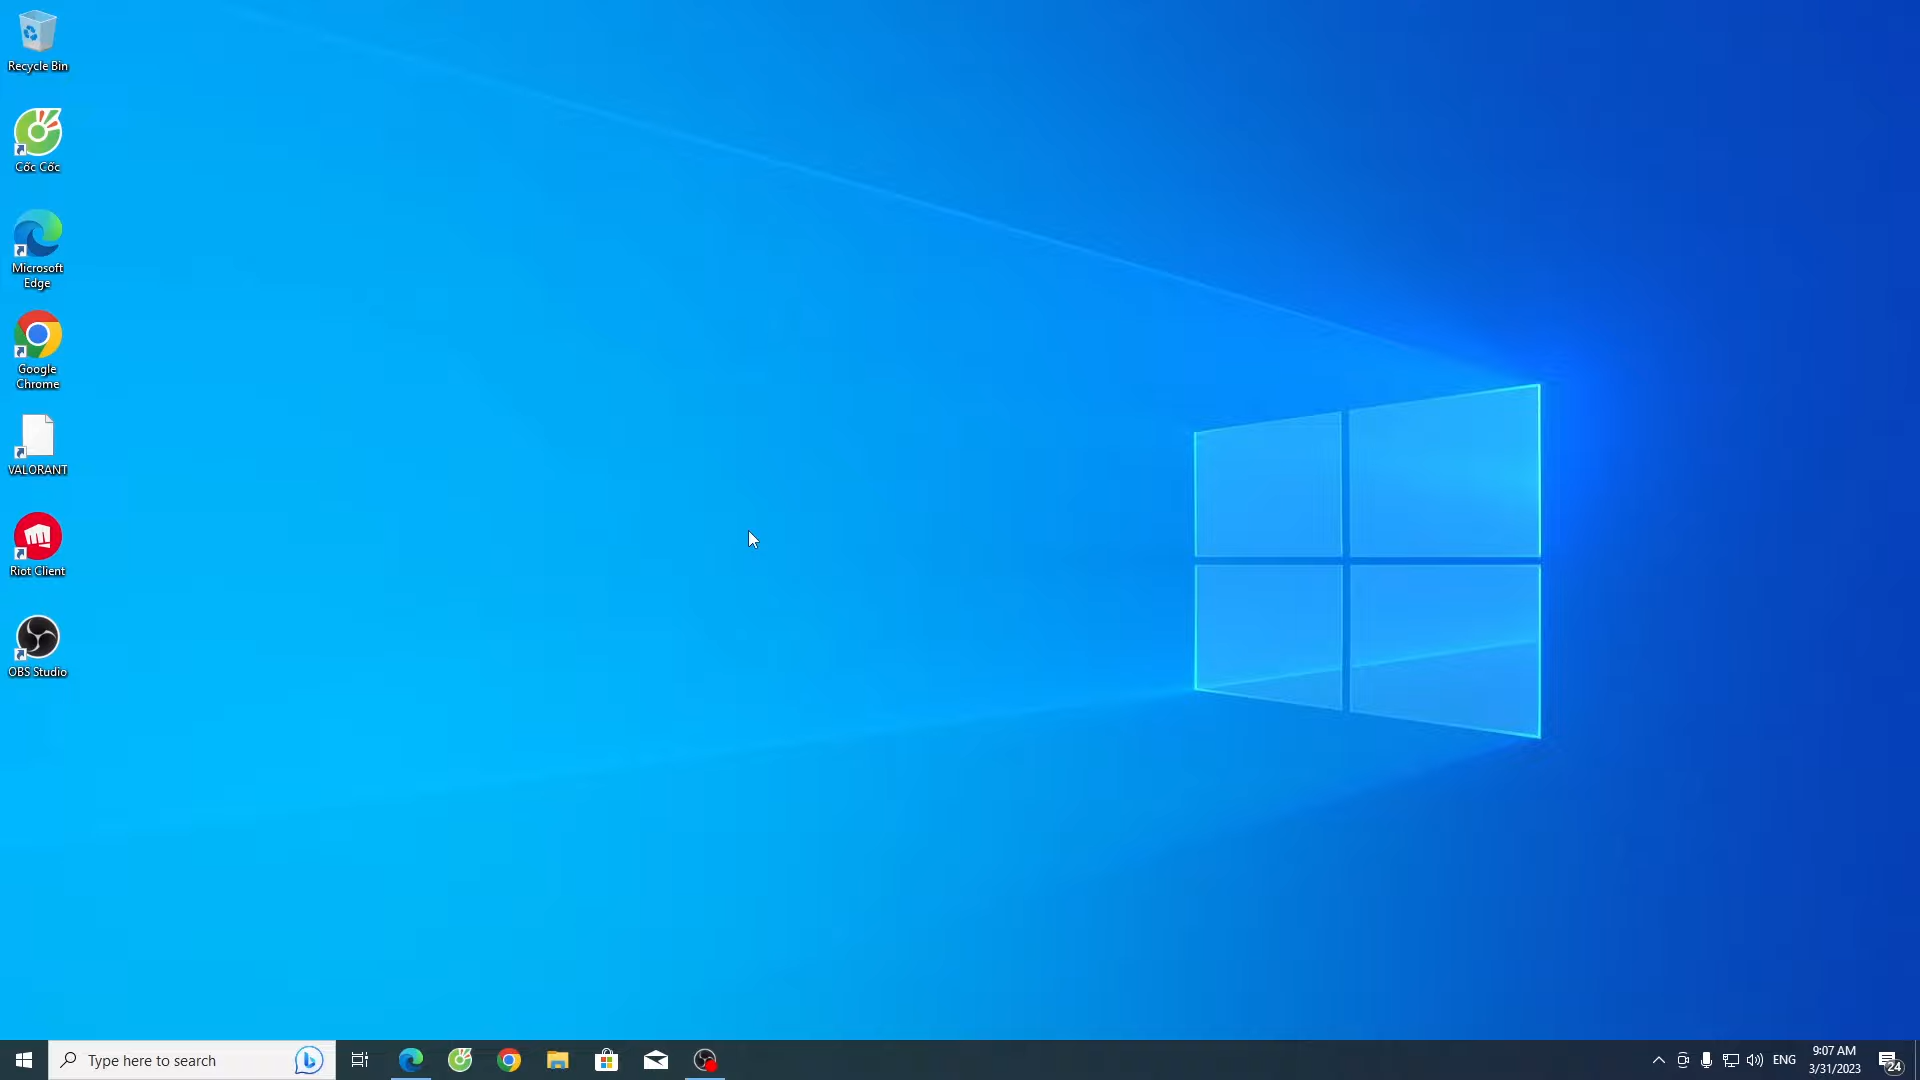 Recycle Bin
Cốc Cốc
Microsoft
Edge
Google
Chrome
VALORANT
Riot Client
OBS Studio
Type here to search
ENG
9:07 AM
3/31/2023
24